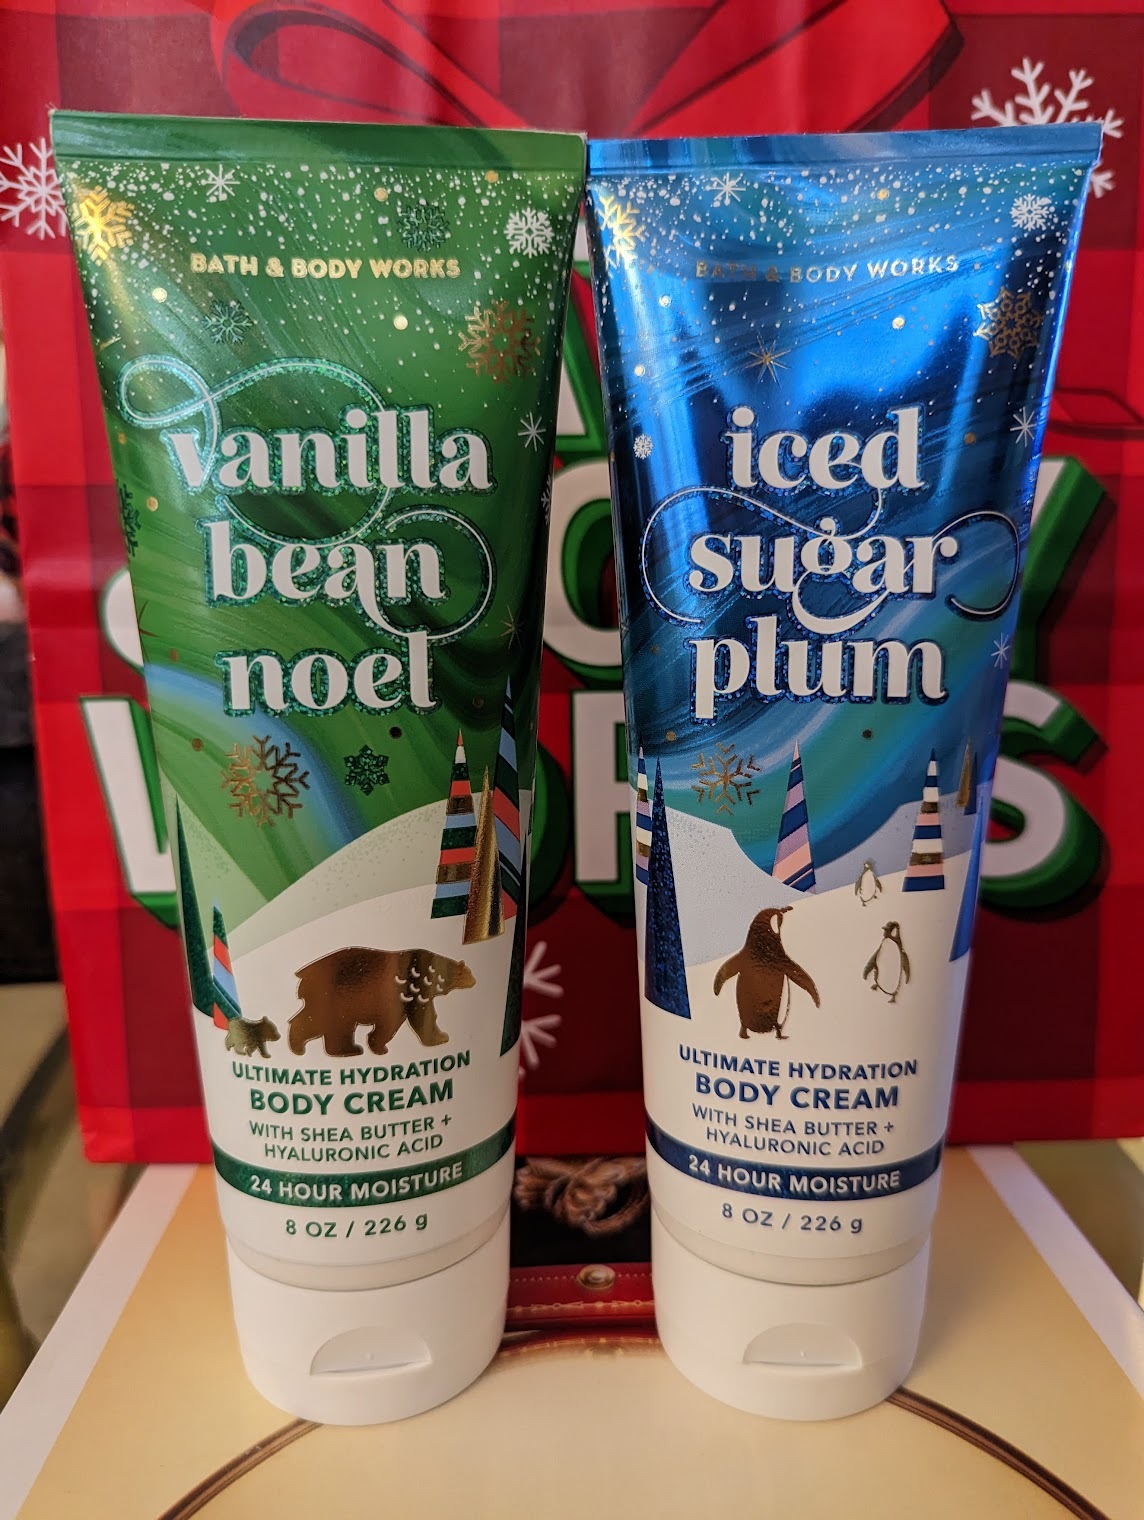 BATH & BODY WORKS
vanilla
bean
noel
ULTIMATE HYDRATION
BODY CREAM
WITH SHEA BUTTER +
HYALURONIC ACID
24 HOUR MOISTURE
8 OZ / 226 g
BATH & BODY WORKS
iced
sugar
plum
ULTIMATE HYDRATION
BODY CREAM
WITH SHEA BUTTER +
HYALURONIC ACID
24 HOUR MOISTURE
8 OZ / 226 g